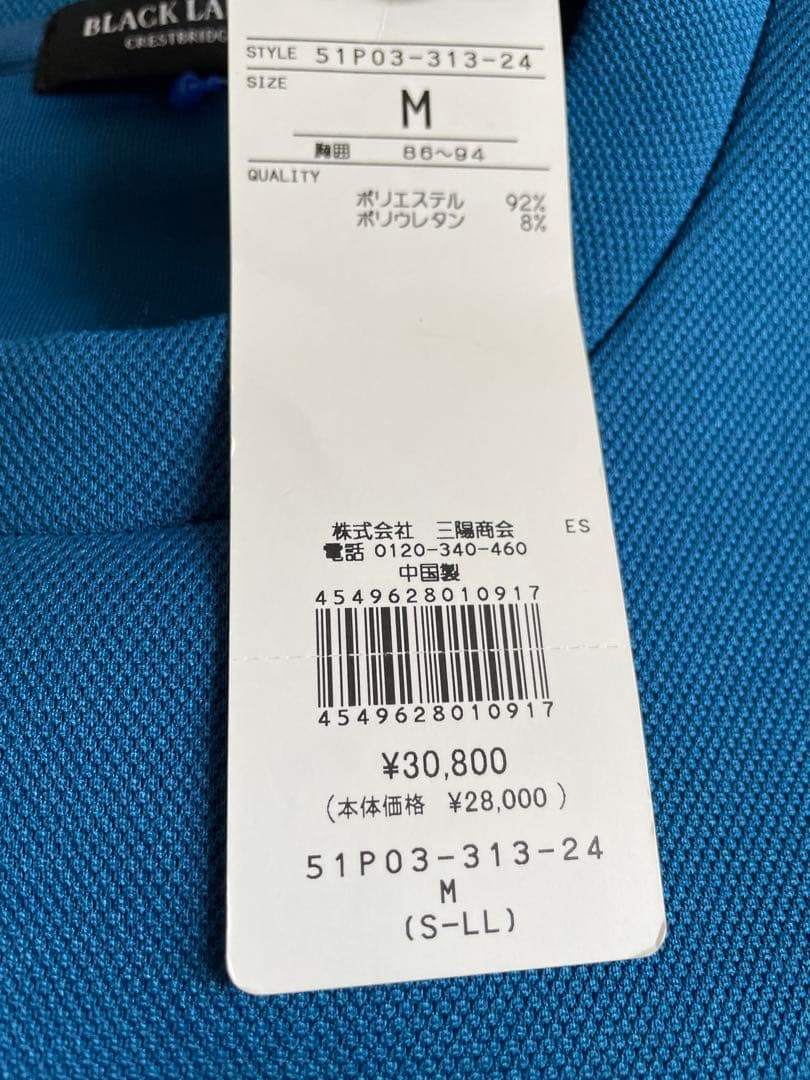 BLACK LA
CRESTBRIDG
STYLE 51P03-313-24
SIZE
M
胸囲 86～94
QUALITY
ポリエステル 92%
ポリウレタン 8%
株式会社 三陽商会 ES
電話 0120-340-460
中国製
4549628010917
4549628010917
¥30,800
(本体価格 ¥28,000)
51P03-313-24
M
(S-LL)